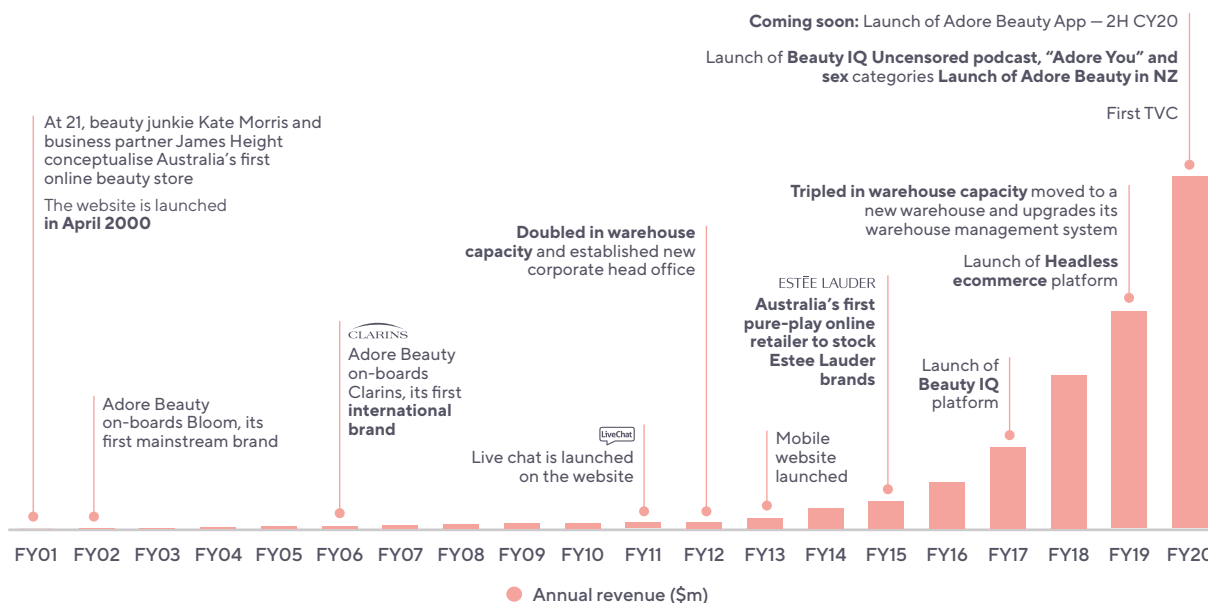 Coming soon: Launch of Adore Beauty App — 2H CY20
Launch of Beauty IQ Uncensored podcast, “Adore You” and
sex categories Launch of Adore Beauty in NZ
First TVC
At 21, beauty junkie Kate Morris and
business partner James Height
conceptualise Australia’s first
online beauty store
The website is launched
in April 2000
Adore Beauty
on-boards Bloom, its
first mainstream brand
CLARINS
Adore Beauty
on-boards
Clarins, its first
international
brand
LiveChat
Live chat is launched
on the website
Doubled in warehouse
capacity and established new
corporate head office
Mobile
website
launched
ESTĒE LAUDER
Australia’s first
pure-play online
retailer to stock
Estee Lauder
brands
Launch of
Beauty IQ
platform
Tripled in warehouse capacity moved to a
new warehouse and upgrades its
warehouse management system
Launch of Headless
ecommerce platform
FY01 FY02 FY03 FY04 FY05 FY06 FY07 FY08 FY09 FY10 FY11 FY12 FY13 FY14 FY15 FY16 FY17 FY18 FY19 FY20
Annual revenue ($m)